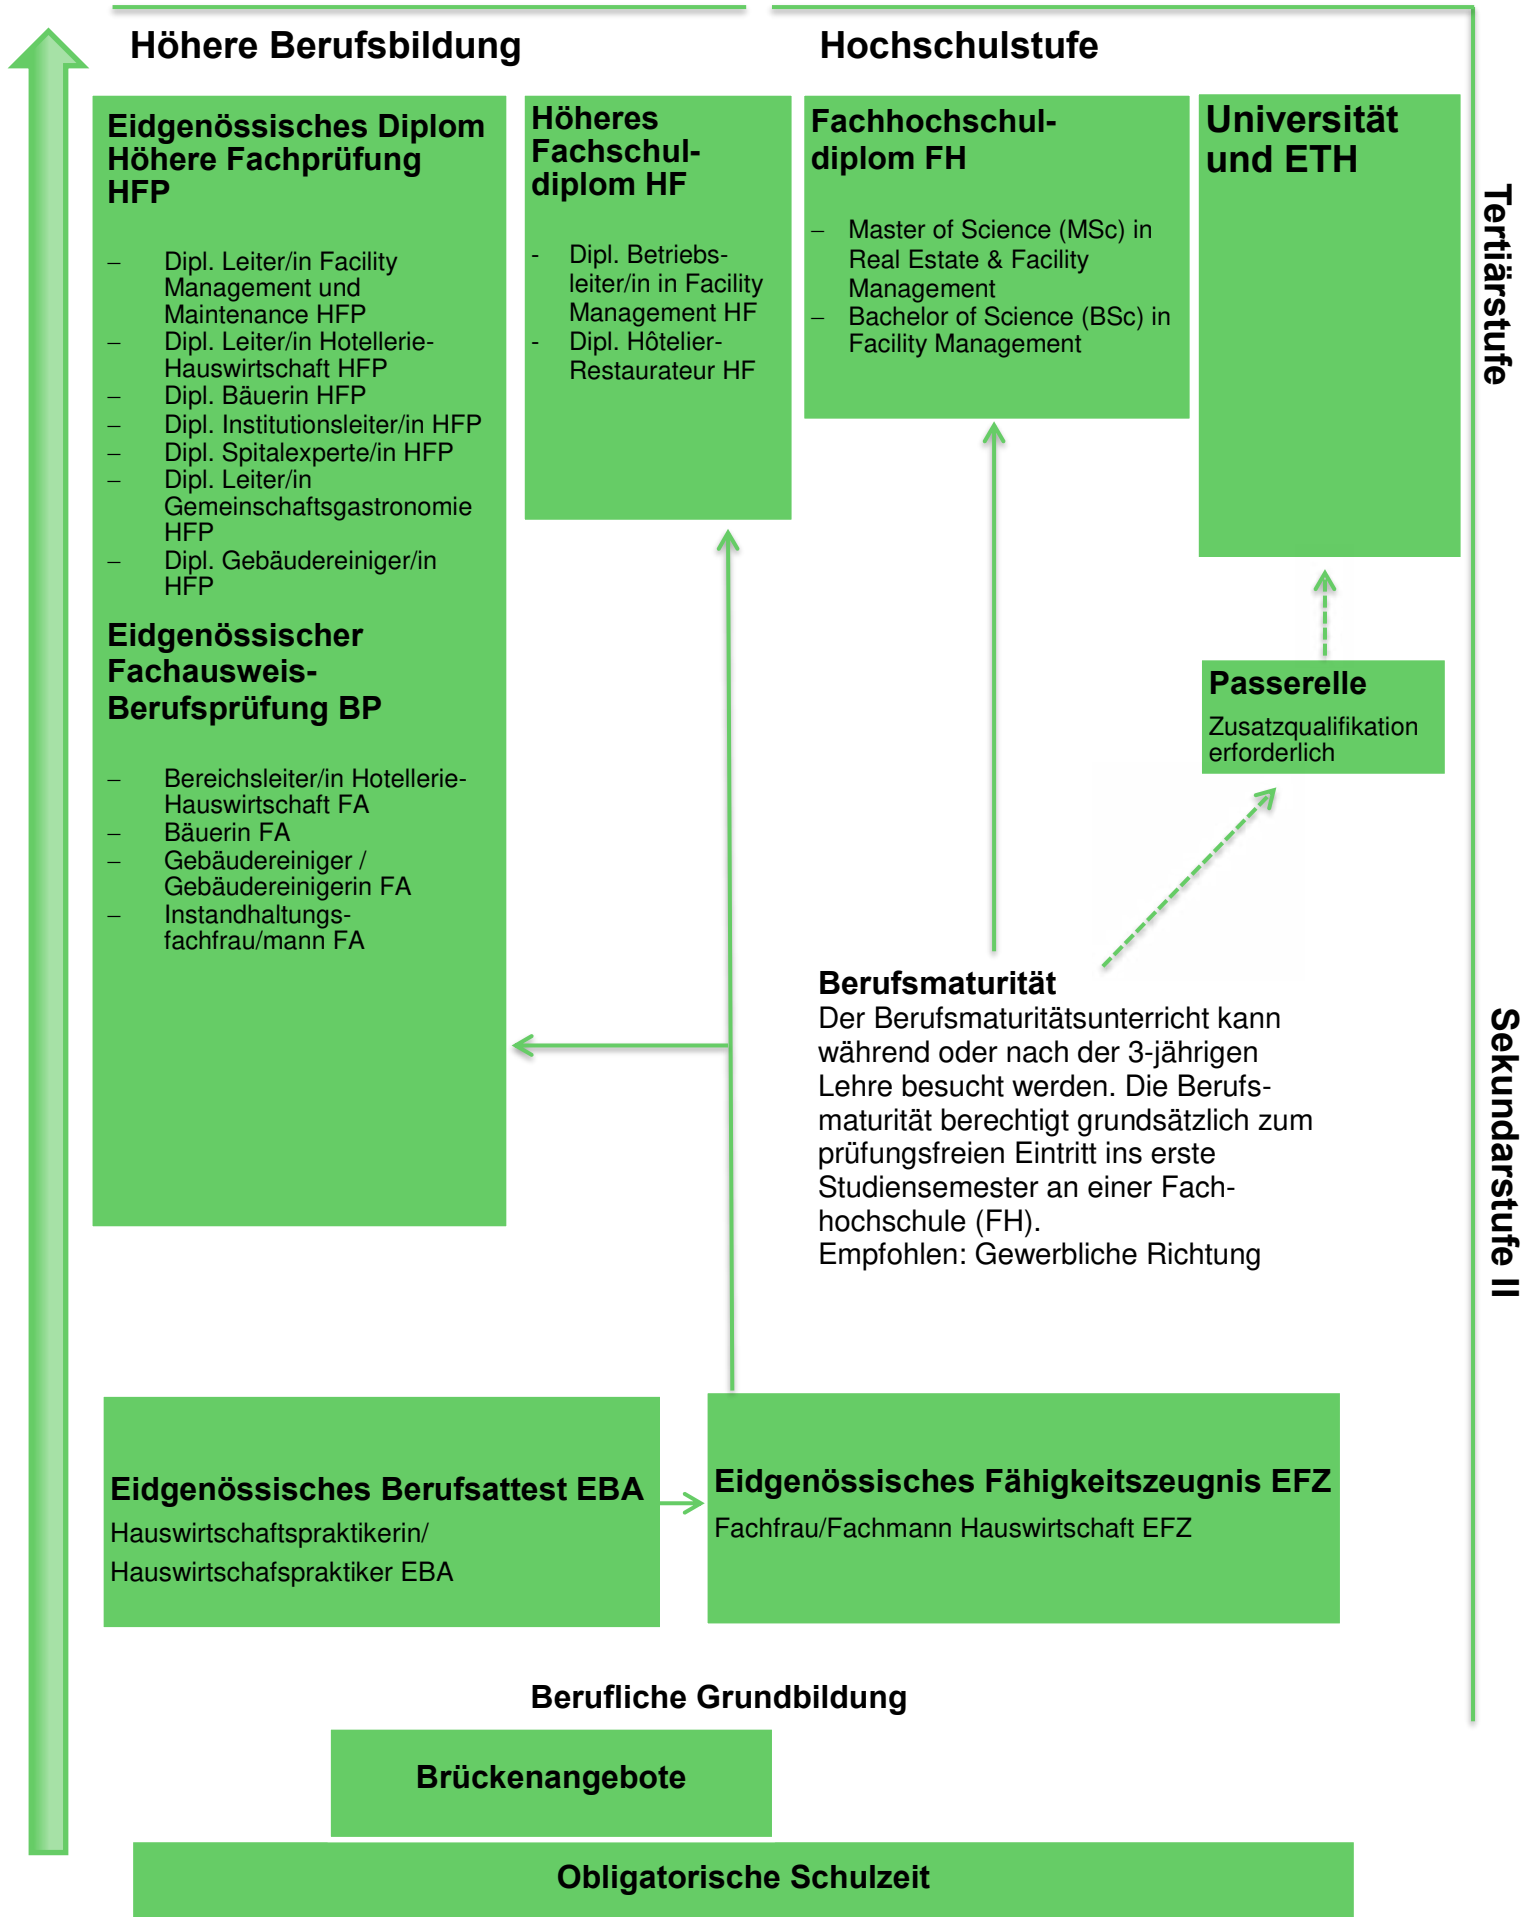 Höhere Berufsbildung
Hochschulstufe
Eidgenössisches Diplom
Höhere Fachprüfung
HFP
– Dipl. Leiter/in Facility
Management und
Maintenance HFP
– Dipl. Leiter/in Hotellerie-
Hauswirtschaft HFP
– Dipl. Bäuerin HFP
– Dipl. Institutionsleiter/in HFP
– Dipl. Spitalexperte/in HFP
– Dipl. Leiter/in
Gemeinschaftsgastronomie
HFP
– Dipl. Gebäudereiniger/in
HFP
Eidgenössischer
Fachausweis-
Berufsprüfung BP
– Bereichsleiter/in Hotellerie-
Hauswirtschaft FA
– Bäuerin FA
– Gebäudereiniger /
Gebäudereinigerin FA
– Instandhaltungs-
fachfrau/mann FA
Höheres
Fachschul-
diplom HF
- Dipl. Betriebs-
leiter/in in Facility
Management HF
- Dipl. Hôtelier-
Restaurateur HF
Fachhochschul-
diplom FH
– Master of Science (MSc) in
Real Estate & Facility
Management
– Bachelor of Science (BSc) in
Facility Management
Universität
und ETH
Tertiärstufe
Passerelle
Zusatzqualifikation
erforderlich
Berufsmaturität
Der Berufsmaturitätsunterricht kann
während oder nach der 3-jährigen
Lehre besucht werden. Die Berufs-
maturität berechtigt grundsätzlich zum
prüfungsfreien Eintritt ins erste
Studiensemester an einer Fach-
hochschule (FH).
Empfohlen: Gewerbliche Richtung
Sekundarstufe II
Eidgenössisches Berufsattest EBA
Hauswirtschaftspraktikerin/
Hauswirtschafspraktiker EBA
Eidgenössisches Fähigkeitszeugnis EFZ
Fachfrau/Fachmann Hauswirtschaft EFZ
Berufliche Grundbildung
Brückenangebote
Obligatorische Schulzeit